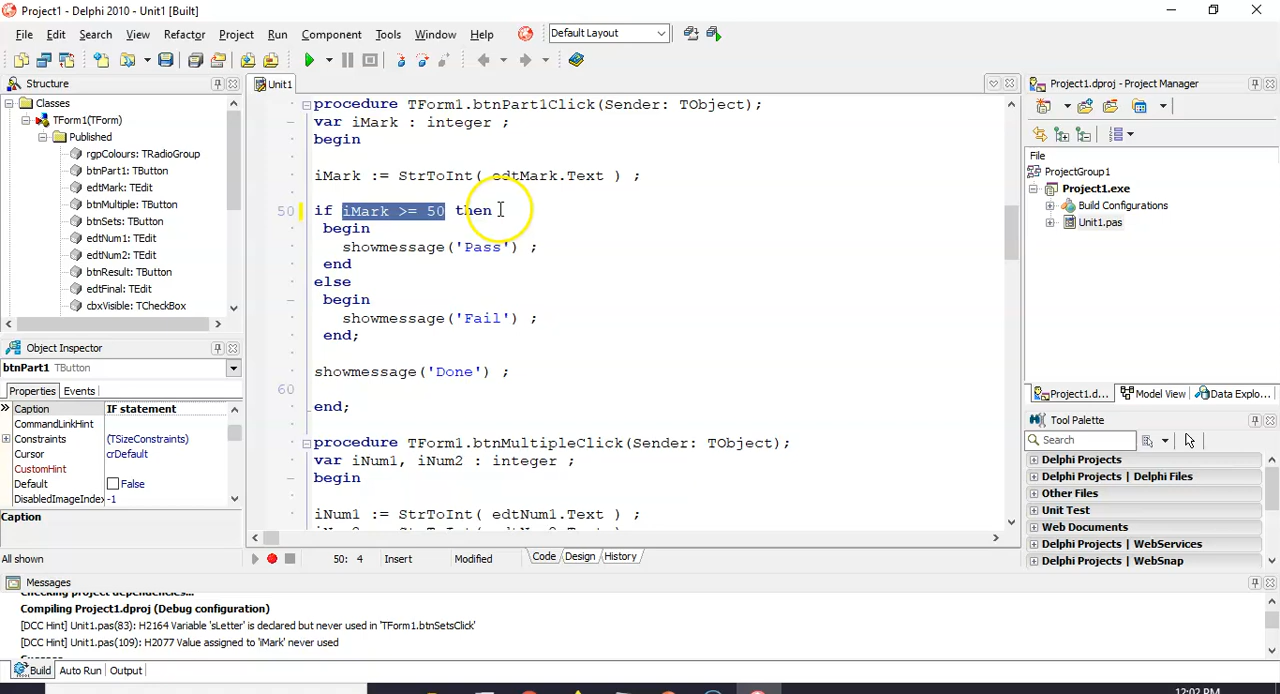 Project1 - Delphi 2010 - Unit1 [Built]
File Edit Search View Refactor Project Run Component Tools Window Help Default Layout
Structure
Classes
TForm1(TForm)
Published
rgpColours: TRadioGroup
btnPart1: TButton
edtMark: TEdit
btnMultiple: TButton
btnSets: TButton
edtNum1: TEdit
edtNum2: TEdit
btnResult: TButton
edtFinal: TEdit
cbxVisible: TCheckBox
Object Inspector
btnPart1 TButton
Properties Events
Caption IF statement
CommandLinkHint
Constraints (TSizeConstraints)
Cursor crDefault
CustomHint
Default False
DisabledImageIndex -1
Caption
All shown
Unit1
procedure TForm1.btnPart1Click(Sender: TObject);
var iMark : integer ;
begin
iMark := StrToInt( edtMark.Text ) ;
50 if iMark >= 50 then
begin
showmessage('Pass') ;
end
else
begin
showmessage('Fail') ;
end;
showmessage('Done') ;
60
end;
procedure TForm1.btnMultipleClick(Sender: TObject);
var iNum1, iNum2 : integer ;
begin
iNum1 := StrToInt( edtNum1.Text ) ;
50: 4 Insert Modified Code Design History
Project1.dproj - Project Manager
File
ProjectGroup1
Project1.exe
Build Configurations
Unit1.pas
Project1.d... Model View Data Explo...
Tool Palette
Search
Delphi Projects
Delphi Projects | Delphi Files
Other Files
Unit Test
Web Documents
Delphi Projects | WebServices
Delphi Projects | WebSnap
Messages
Checking project dependencies...
Compiling Project1.dproj (Debug configuration)
[DCC Hint] Unit1.pas(83): H2164 Variable 'sLetter' is declared but never used in 'TForm1.btnSetsClick'
[DCC Hint] Unit1.pas(109): H2077 Value assigned to 'iMark' never used
Build Auto Run Output
12:02 PM